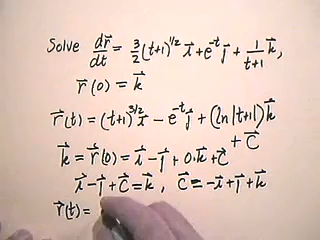 Solve dr⃗/dt = 3/2 (t+1)^1/2 i⃗ + e^-t j⃗ + 1/(t+1) k⃗,
r⃗(0) = k⃗
r⃗(t) = (t+1)^3/2 i⃗ - e^-t j⃗ + (ln|t+1|) k⃗
+ C⃗
k⃗ = r⃗(0) = i⃗ - j⃗ + 0·k⃗ + C⃗
i⃗ - j⃗ + C⃗ = k⃗, C⃗ = -i⃗ + j⃗ + k⃗
r⃗(t) =